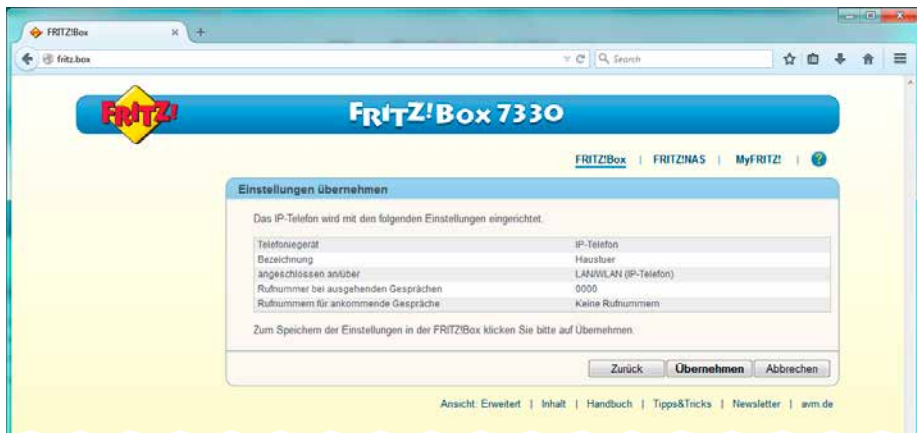 FRITZ!Box
fritz.box
Search
FRITZ!
FRITZ!Box 7330
FRITZ!Box | FRITZ!NAS | MyFRITZ! | ?
Einstellungen übernehmen
Das IP-Telefon wird mit den folgenden Einstellungen eingerichtet.
Telefoniegerät IP-Telefon
Bezeichnung Haustuer
angeschlossen an/über LAN/WLAN (IP-Telefon)
Rufnummer bei ausgehenden Gesprächen 0000
Rufnummern für ankommende Gespräche Keine Rufnummern
Zum Speichern der Einstellungen in der FRITZ!Box klicken Sie bitte auf Übernehmen.
Zurück Übernehmen Abbrechen
Ansicht: Erweitert | Inhalt | Handbuch | Tipps&Tricks | Newsletter | avm.de